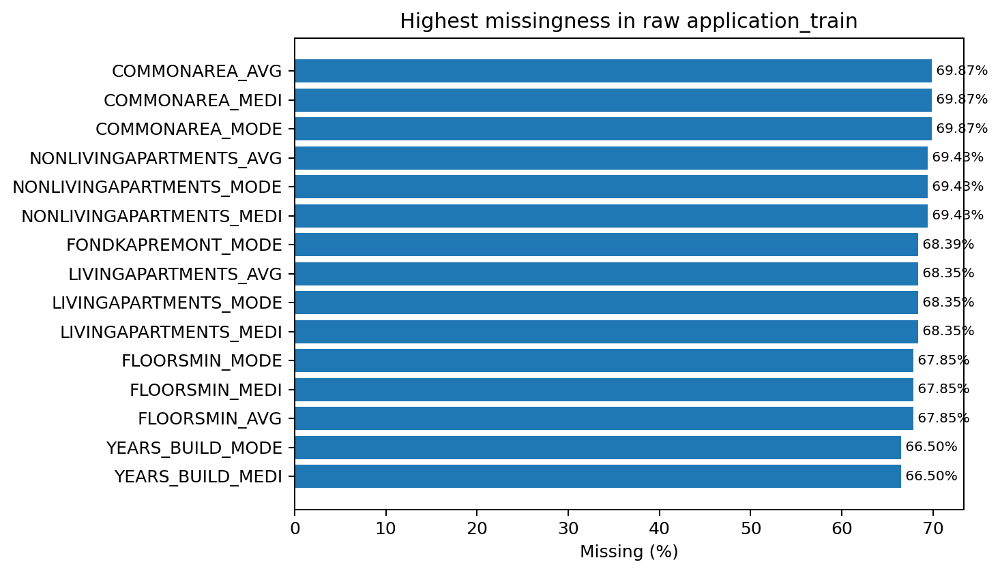 Highest missingness in raw application_train
COMMONAREA_AVG 69.87%
COMMONAREA_MEDI 69.87%
COMMONAREA_MODE 69.87%
NONLIVINGAPARTMENTS_AVG 69.43%
NONLIVINGAPARTMENTS_MODE 69.43%
NONLIVINGAPARTMENTS_MEDI 69.43%
FONDKAPREMONT_MODE 68.39%
LIVINGAPARTMENTS_AVG 68.35%
LIVINGAPARTMENTS_MODE 68.35%
LIVINGAPARTMENTS_MEDI 68.35%
FLOORSMIN_MODE 67.85%
FLOORSMIN_MEDI 67.85%
FLOORSMIN_AVG 67.85%
YEARS_BUILD_MODE 66.50%
YEARS_BUILD_MEDI 66.50%
0 10 20 30 40 50 60 70
Missing (%)